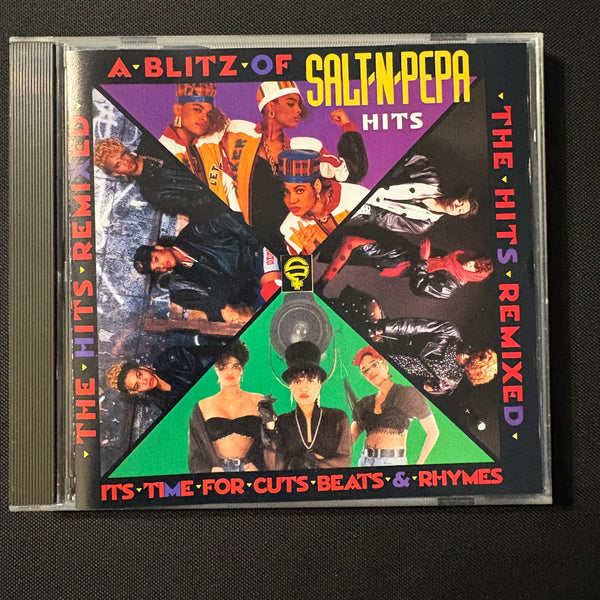 A·BLITZ·OF SALT-N-PEPA
HITS
THE·HITS·REMIXED·
·THE·HITS·REMIXED·
ITS·TIME·FOR·CUTS·BEATS·&·RHYMES